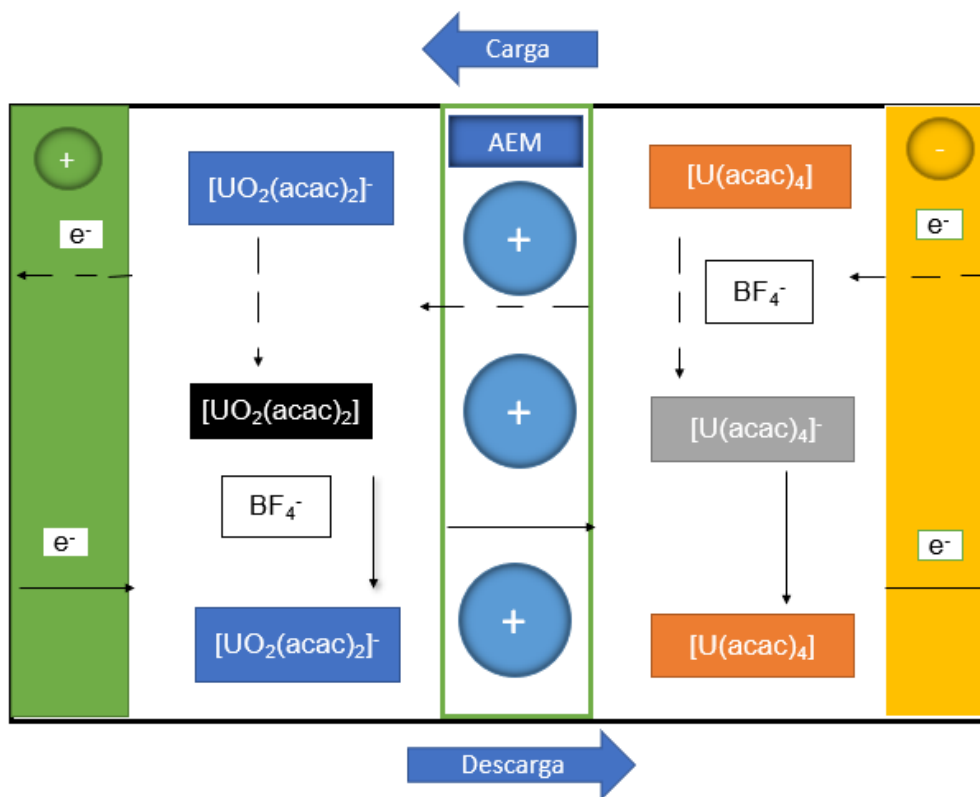 Carga
+
AEM
-
[UO₂(acac)₂]⁻
[U(acac)₄]
e⁻
+
e⁻
BF₄⁻
[UO₂(acac)₂]
+
[U(acac)₄]⁻
BF₄⁻
e⁻
e⁻
+
[UO₂(acac)₂]⁻
[U(acac)₄]
Descarga